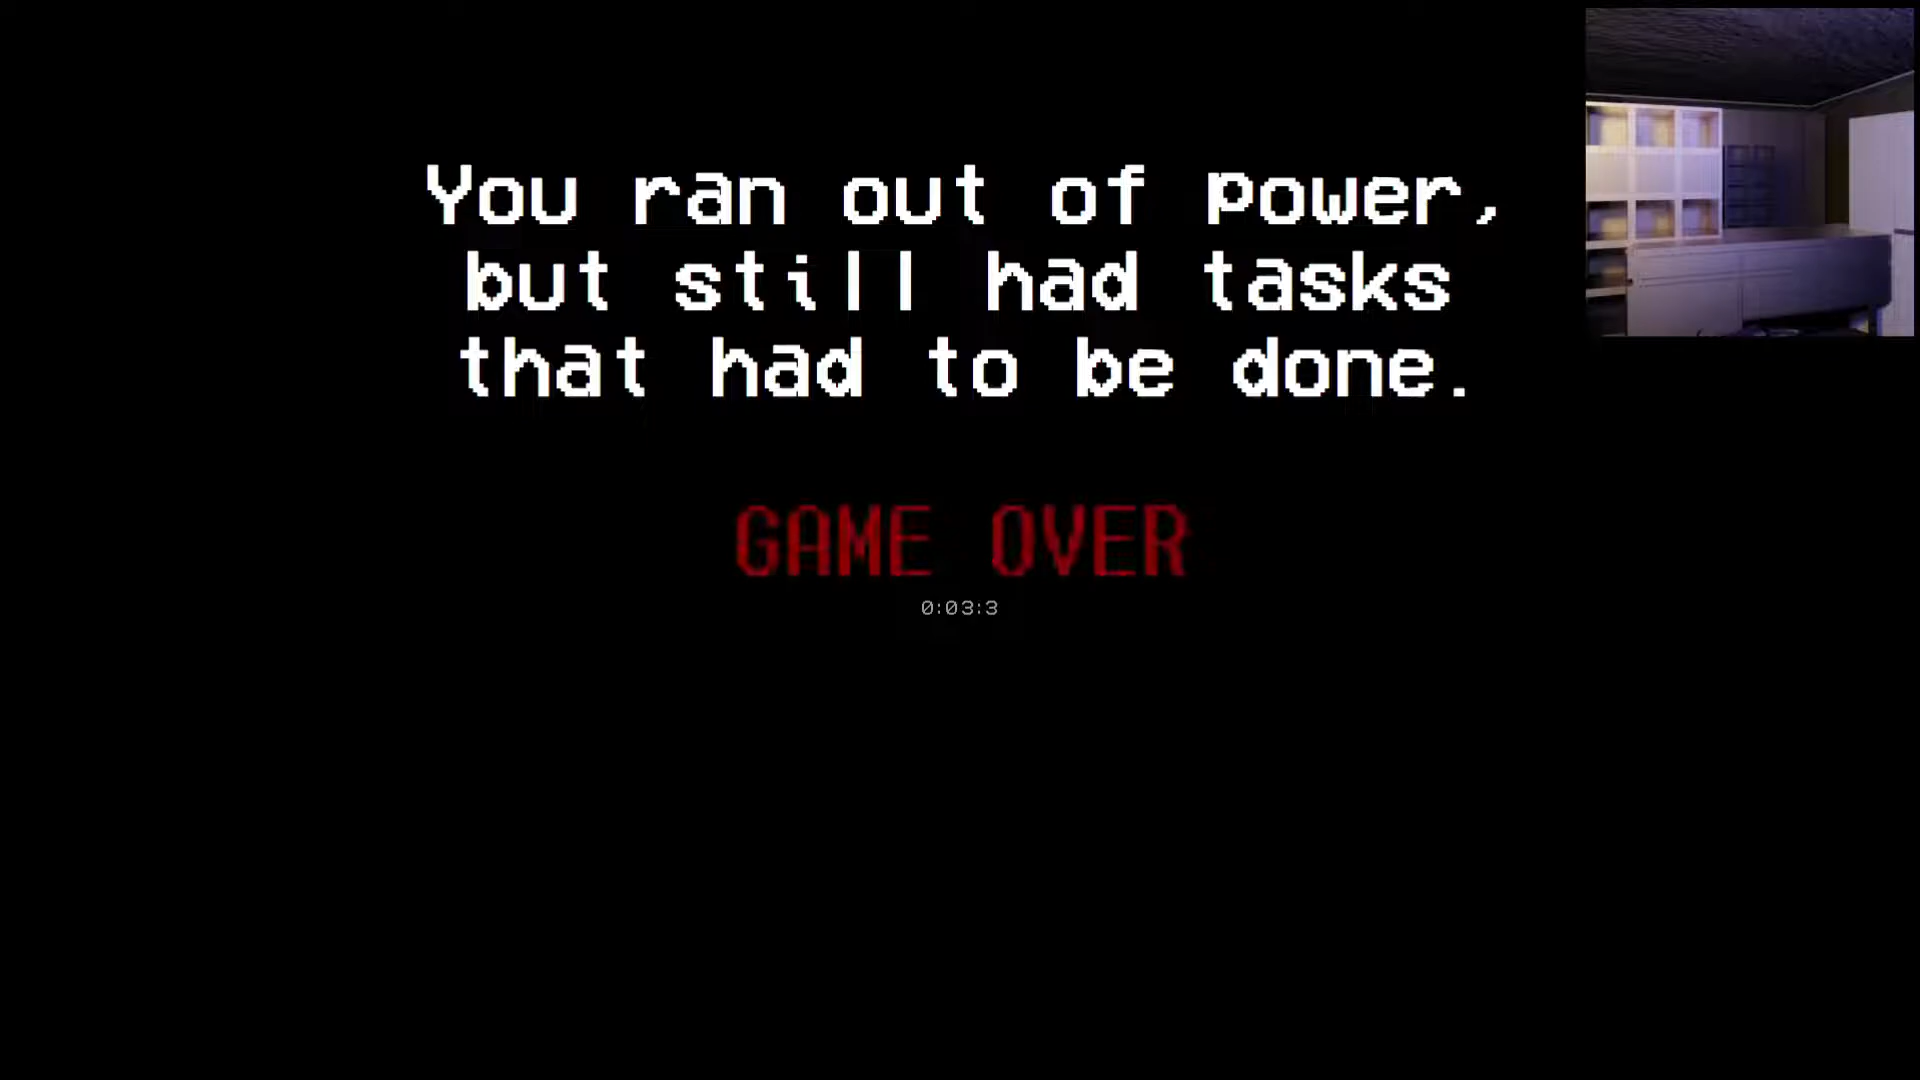 You ran out of power,
but still had tasks
that had to be done.
GAME OVER
0:03:3